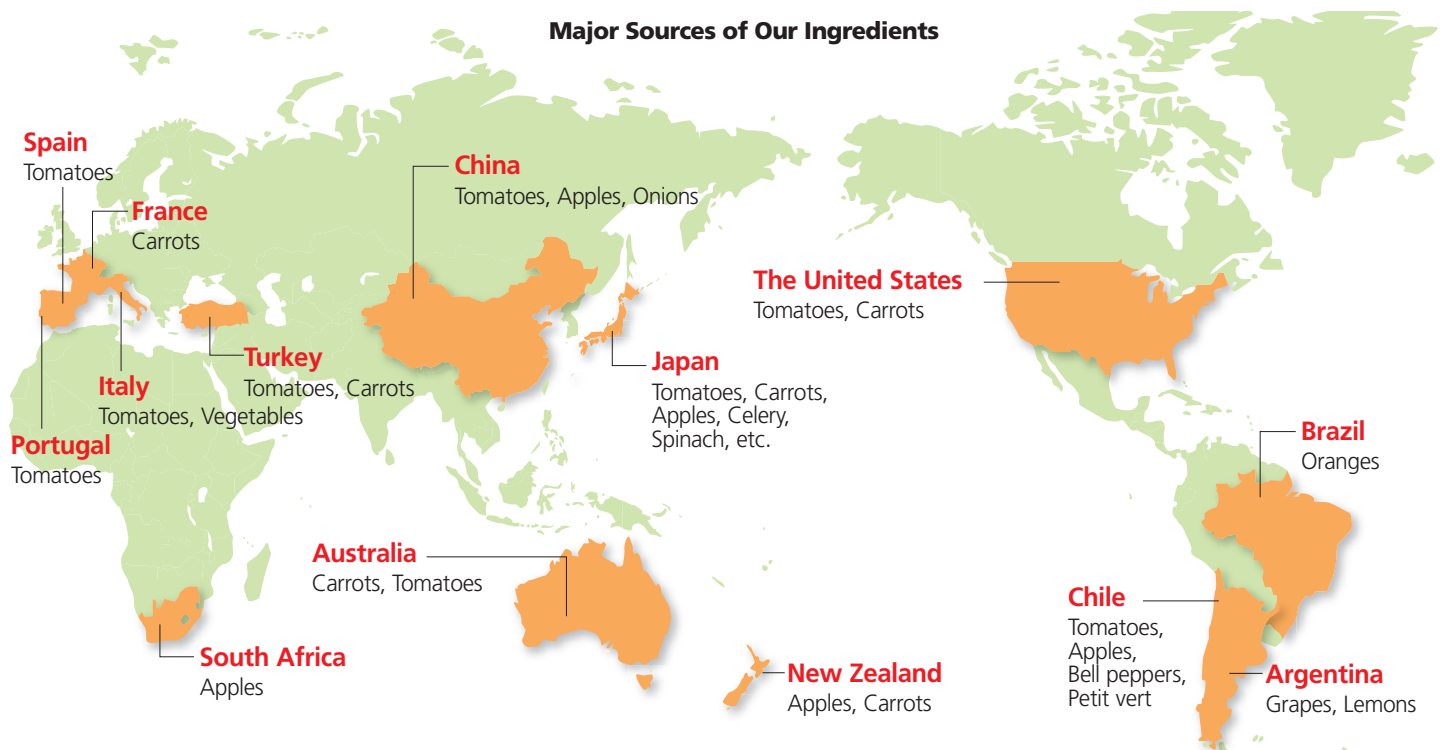 Major Sources of Our Ingredients
Spain
Tomatoes
France
Carrots
China
Tomatoes, Apples, Onions
The United States
Tomatoes, Carrots
Turkey
Tomatoes, Carrots
Italy
Tomatoes, Vegetables
Portugal
Tomatoes
Japan
Tomatoes, Carrots,
Apples, Celery,
Spinach, etc.
Brazil
Oranges
Australia
Carrots, Tomatoes
South Africa
Apples
New Zealand
Apples, Carrots
Chile
Tomatoes,
Apples,
Bell peppers,
Petit vert
Argentina
Grapes, Lemons